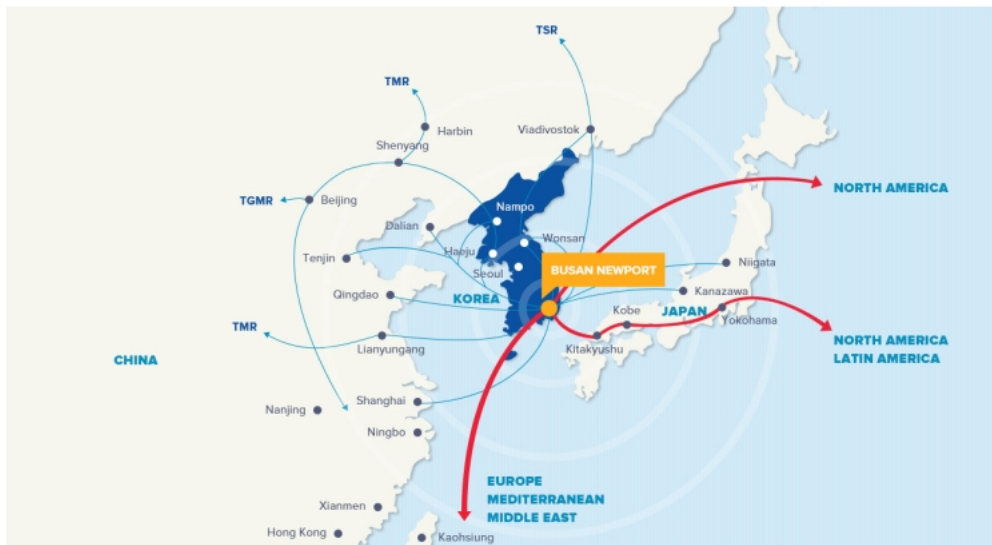 TSR
TMR
Harbin
Viadivostok
Shenyang
TGMR
Beijing
NORTH AMERICA
Nampo
Dalian
Wonsan
Haeju
Tenjin
Seoul
BUSAN NEWPORT
Niigata
Qingdao
KOREA
Kanazawa
Kobe
JAPAN
Yokohama
TMR
Lianyungang
Kitakyushu
NORTH AMERICA
LATIN AMERICA
CHINA
Shanghai
Nanjing
Ningbo
EUROPE
MEDITERRANEAN
MIDDLE EAST
Xianmen
Hong Kong
Kaohsiung